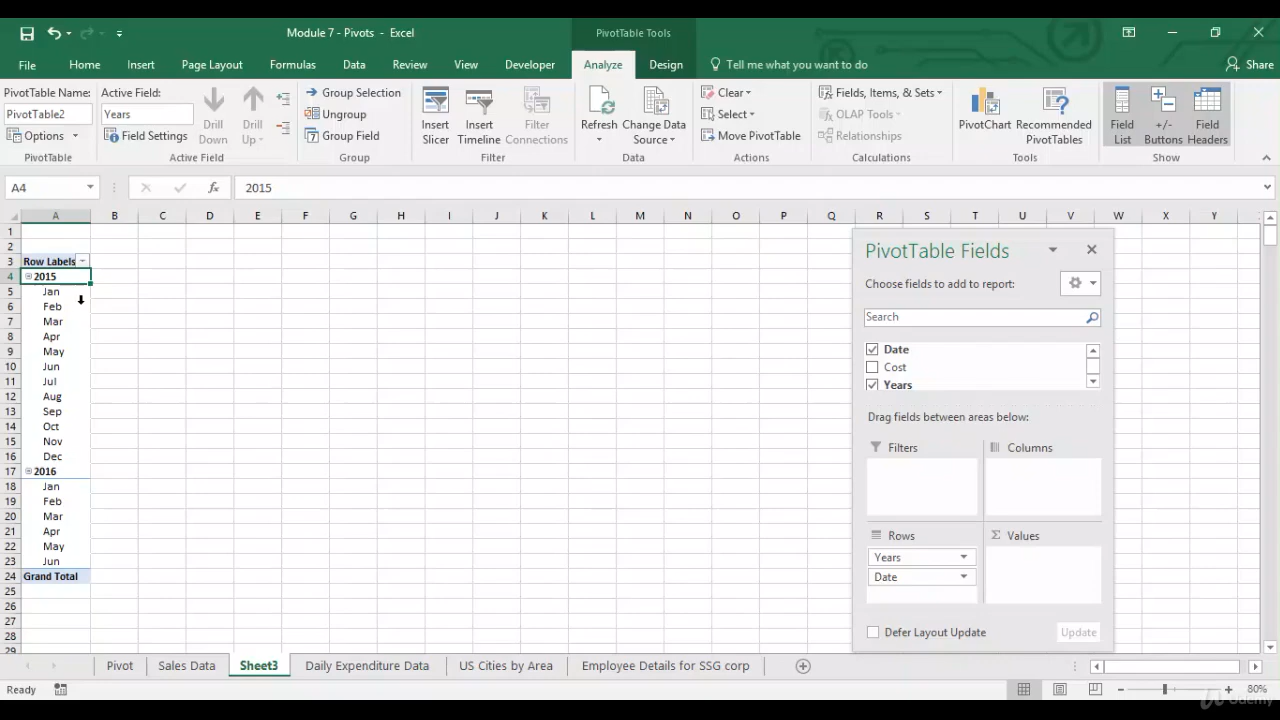 Module 7 - Pivots - Excel
PivotTable Tools
File Home Insert Page Layout Formulas Data Review View Developer Analyze Design Tell me what you want to do Share
PivotTable Name:
PivotTable2
Options
PivotTable
Active Field:
Years
Field Settings
Drill Down
Drill Up
Active Field
Group Selection
Ungroup
Group Field
Group
Insert Slicer
Insert Timeline
Filter Connections
Filter
Refresh
Change Data Source
Data
Clear
Select
Move PivotTable
Actions
Fields, Items, & Sets
OLAP Tools
Relationships
Calculations
PivotChart
Recommended PivotTables
Tools
Field List
+/- Buttons
Field Headers
Show
A4 fx 2015
A B C D E F G H I J K L M N O P Q R S T U V W X Y
1
2
3 Row Labels
4 2015
5 Jan
6 Feb
7 Mar
8 Apr
9 May
10 Jun
11 Jul
12 Aug
13 Sep
14 Oct
15 Nov
16 Dec
17 2016
18 Jan
19 Feb
20 Mar
21 Apr
22 May
23 Jun
24 Grand Total
25
26
27
28
29
PivotTable Fields
Choose fields to add to report:
Search
Date
Cost
Years
Drag fields between areas below:
Filters
Columns
Rows
Σ Values
Years
Date
Defer Layout Update
Update
Pivot Sales Data Sheet3 Daily Expenditure Data US Cities by Area Employee Details for SSG corp
Ready
80%
Udemy